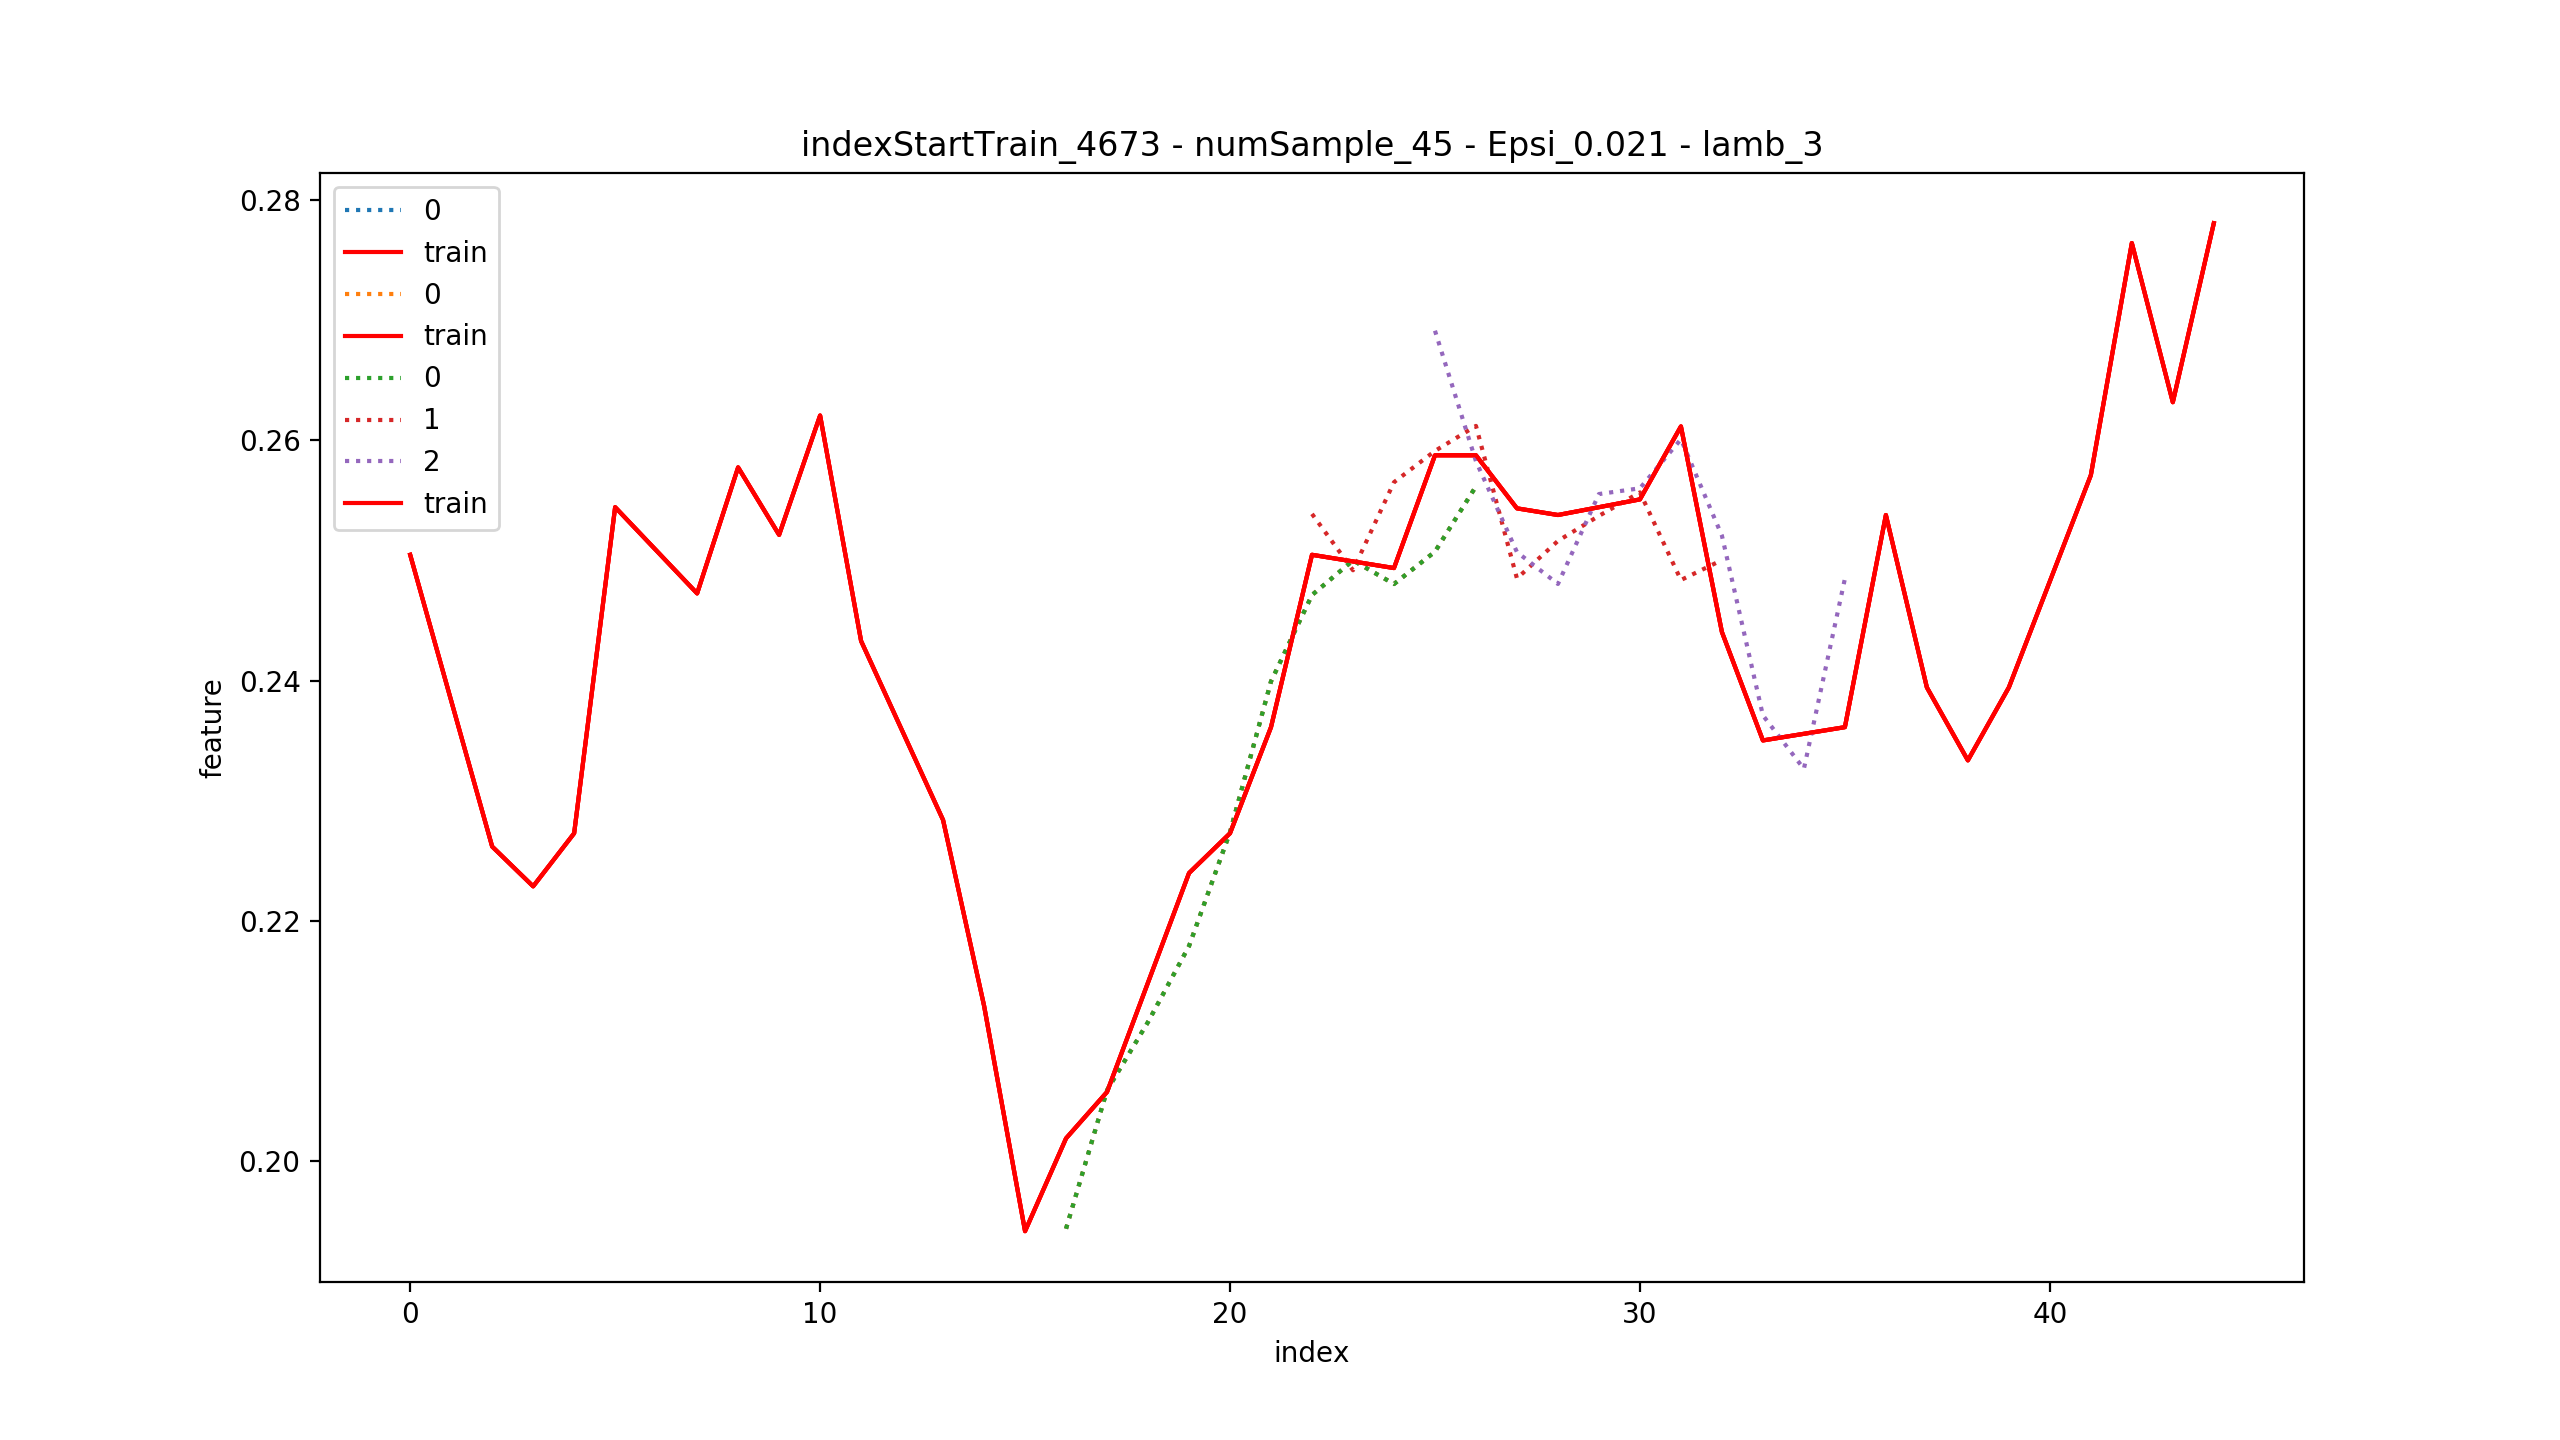 indexStartTrain_4673 - numSample_45 - Epsi_0.021 - lamb_3
0
train
0
train
0
1
2
train
0.28
0.26
0.24
0.22
0.20
feature
0 10 20 30 40
index